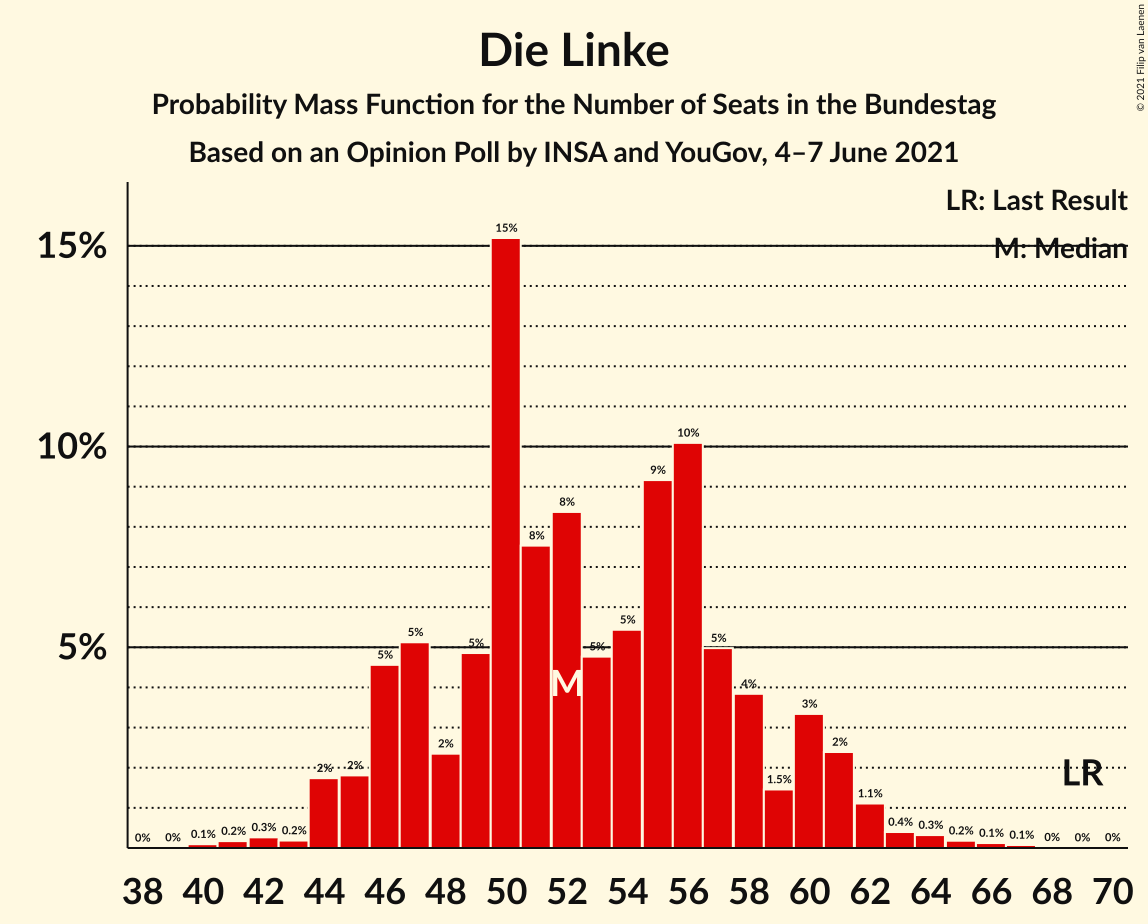 © 2021 Filip van Laenen
Die Linke
Probability Mass Function for the Number of Seats in the Bundestag
Based on an Opinion Poll by INSA and YouGov, 4–7 June 2021
LR: Last Result
M: Median
15%
10%
5%
0% 0% 0.1% 0.2% 0.3% 0.2% 2% 2% 5% 5% 2% 5% 15% 8% 8% 5% 5% 9% 10% 5% 4% 1.5% 3% 2% 1.1% 0.4% 0.3% 0.2% 0.1% 0.1% 0% 0% 0%
M
LR
38 40 42 44 46 48 50 52 54 56 58 60 62 64 66 68 70